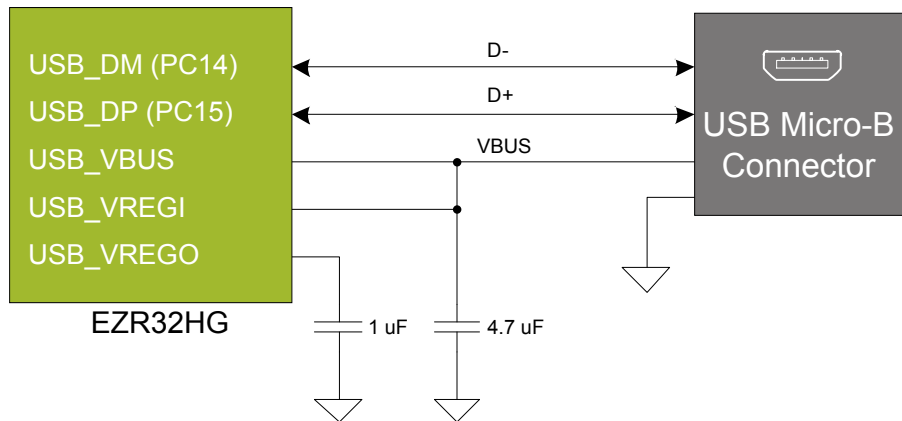 USB_DM (PC14)
USB_DP (PC15)
USB_VBUS
USB_VREGI
USB_VREGO
EZR32HG
D-
D+
VBUS
1 uF
4.7 uF
USB Micro-B
Connector